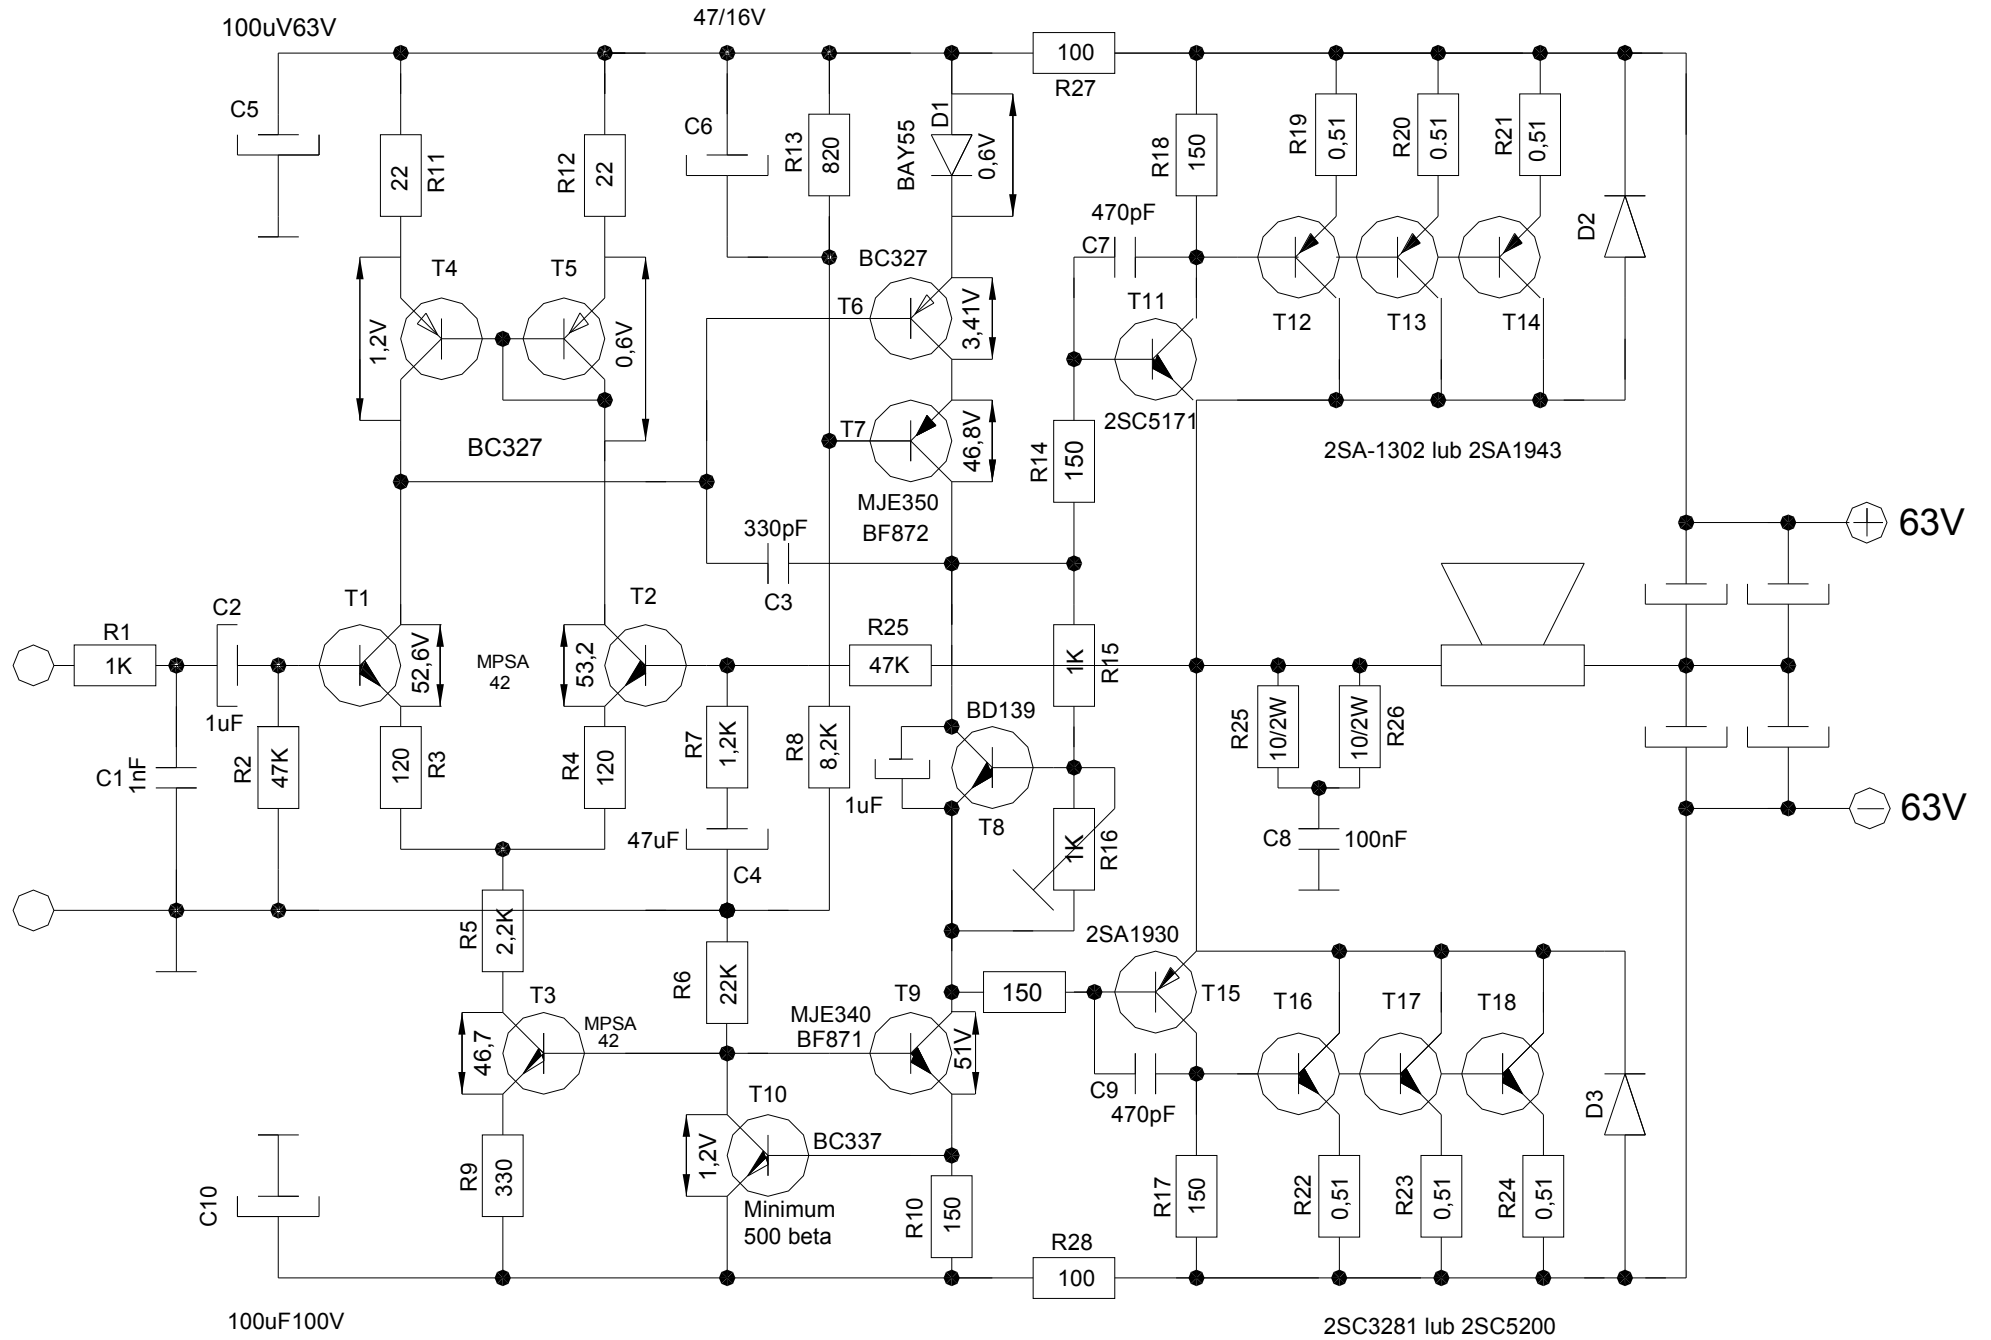 100uV63V
47/16V
100
R27
C5
C6
R11
22
R12
22
R13
820
D1
BAY55
0,6V
R18
150
R19
0,51
R20
0.51
R21
0,51
D2
470pF
C7
T4
T5
1,2V
0,6V
BC327
T6
3,41V
T11
2SC5171
T12
T13
T14
BC327
T7
46,8V
MJE350
BF872
R14
150
2SA-1302 lub 2SA1943
63V
330pF
C3
R1
1K
C2
1uF
T1
52,6V
MPSA
42
53,2
T2
R25
47K
1K
R15
C1
1nF
R2
47K
120
R3
R4
120
R7
1,2K
R8
8,2K
BD139
1uF
T8
1K
R16
R25
10/2W
10/2W
R26
63V
47uF
C4
C8
100nF
R5
2,2K
R6
22K
2SA1930
150
T15
T3
46,7
MPSA
42
MJE340
BF871
T9
51V
C9
470pF
T16
T17
T18
D3
T10
1,2V
BC337
Minimum
500 beta
C10
R9
330
R10
150
R17
150
R22
0,51
R23
0,51
R24
0,51
R28
100
100uF100V
2SC3281 lub 2SC5200